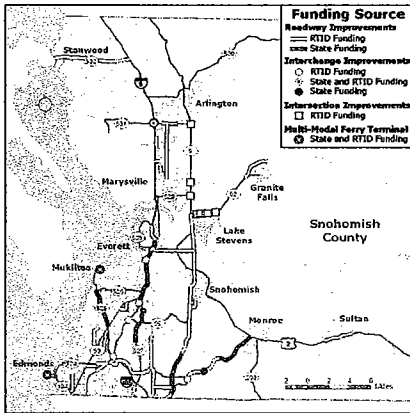 Funding Source
Roadway Improvements
RTID Funding
State Funding
Interchange Improvements
RTID Funding
State and RTID Funding
State Funding
Intersection Improvements
RTID Funding
Multi-Modal Ferry Terminal
State and RTID Funding
Stanwood
Arlington
Marysville
Granite
Falls
Lake
Stevens
Snohomish
County
Everett
Mukilteo
Snohomish
Monroe
Sultan
Edmonds
2 0 6
Miles